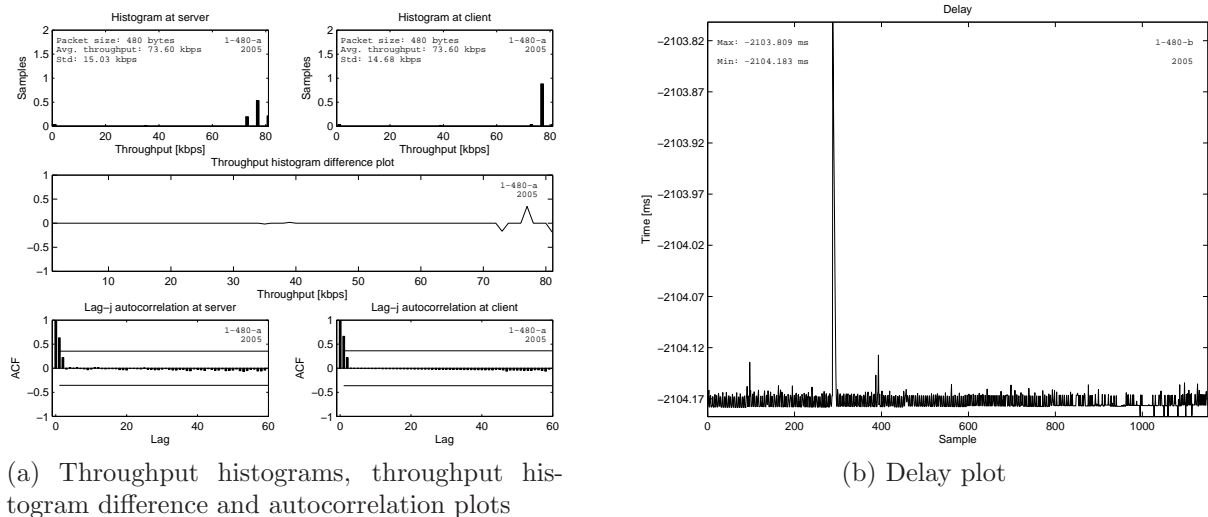 Histogram at server
2
Packet size: 480 bytes 1-480-a
Avg. throughput: 73.60 kbps 2005
Std: 15.03 kbps
1.5
1
0.5
0
Samples
0 20 40 60 80
Throughput [kbps]
Histogram at client
2
Packet size: 480 bytes 1-480-a
Avg. throughput: 73.60 kbps 2005
Std: 14.68 kbps
1.5
1
0.5
0
Samples
0 20 40 60 80
Throughput [kbps]
Throughput histogram difference plot
1
1-480-a
2005
0.5
0
−0.5
−1
10 20 30 40 50 60 70 80
Throughput [kbps]
Lag−j autocorrelation at server
1
1-480-a
2005
0.5
0
−0.5
−1
ACF
0 20 40 60
Lag
Lag−j autocorrelation at client
1
1-480-a
2005
0.5
0
−0.5
−1
ACF
0 20 40 60
Lag
(a) Throughput histograms, throughput his-
togram difference and autocorrelation plots
Delay
−2103.82
Max: -2103.809 ms 1-480-b
Min: -2104.183 ms 2005
−2103.87
−2103.92
−2103.97
−2104.02
−2104.07
−2104.12
−2104.17
Time [ms]
0 200 400 600 800 1000
Sample
(b) Delay plot